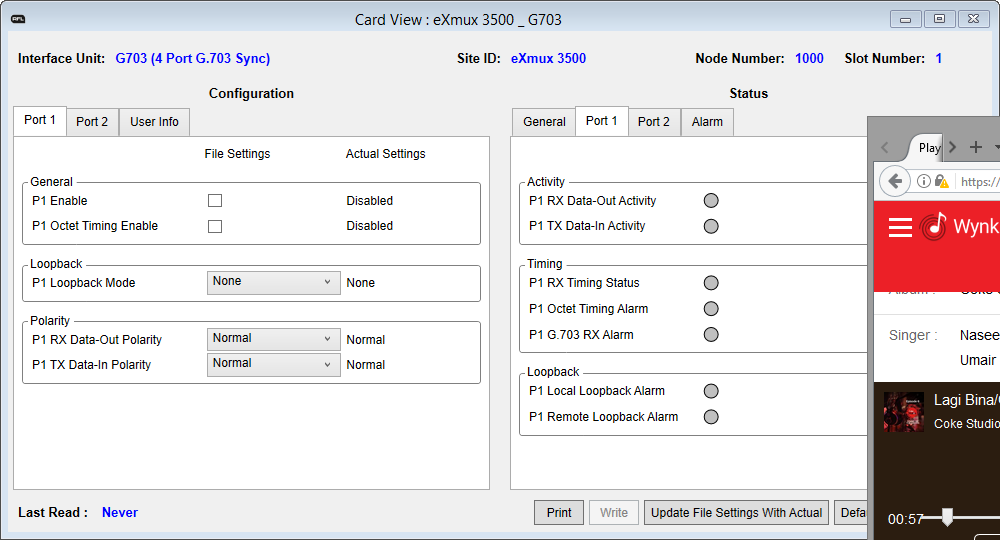 RFL
Card View : eXmux 3500 _ G703
Interface Unit: G703 (4 Port G.703 Sync) Site ID: eXmux 3500 Node Number: 1000 Slot Number: 1
Configuration
Port 1 Port 2 User Info
File Settings Actual Settings
General
P1 Enable Disabled
P1 Octet Timing Enable Disabled
Loopback
P1 Loopback Mode None None
Polarity
P1 RX Data-Out Polarity Normal Normal
P1 TX Data-In Polarity Normal Normal
Status
General Port 1 Port 2 Alarm
Activity
P1 RX Data-Out Activity
P1 TX Data-In Activity
Timing
P1 RX Timing Status
P1 Octet Timing Alarm
P1 G.703 RX Alarm
Loopback
P1 Local Loopback Alarm
P1 Remote Loopback Alarm
Last Read : Never
Print Write Update File Settings With Actual Defa
Play
https://
Wynk
Singer : Nasee
Umair
Lagi Bina/
Coke Studio
00:57